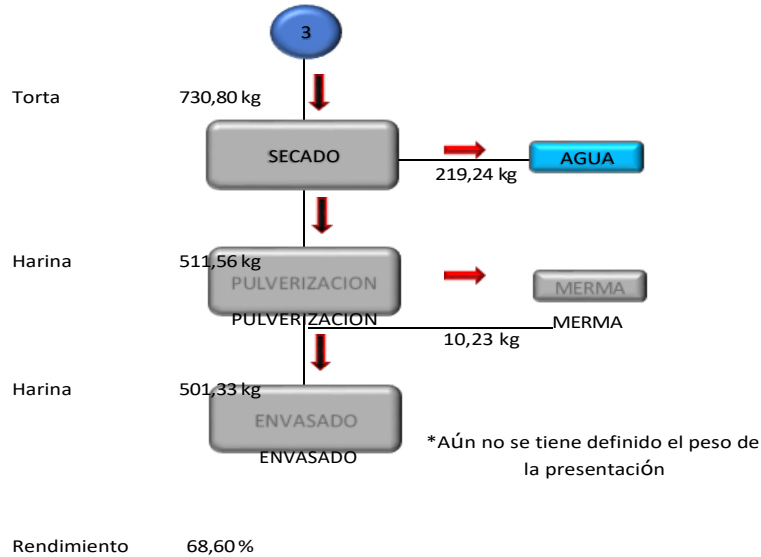 3
Torta 730,80 kg
SECADO
AGUA
219,24 kg
Harina 511,56 kg
PULVERIZACION
MERMA
PULVERIZACION
MERMA
10,23 kg
Harina 501,33 kg
ENVASADO
ENVASADO
*Aún no se tiene definido el peso de
la presentación
Rendimiento 68,60 %